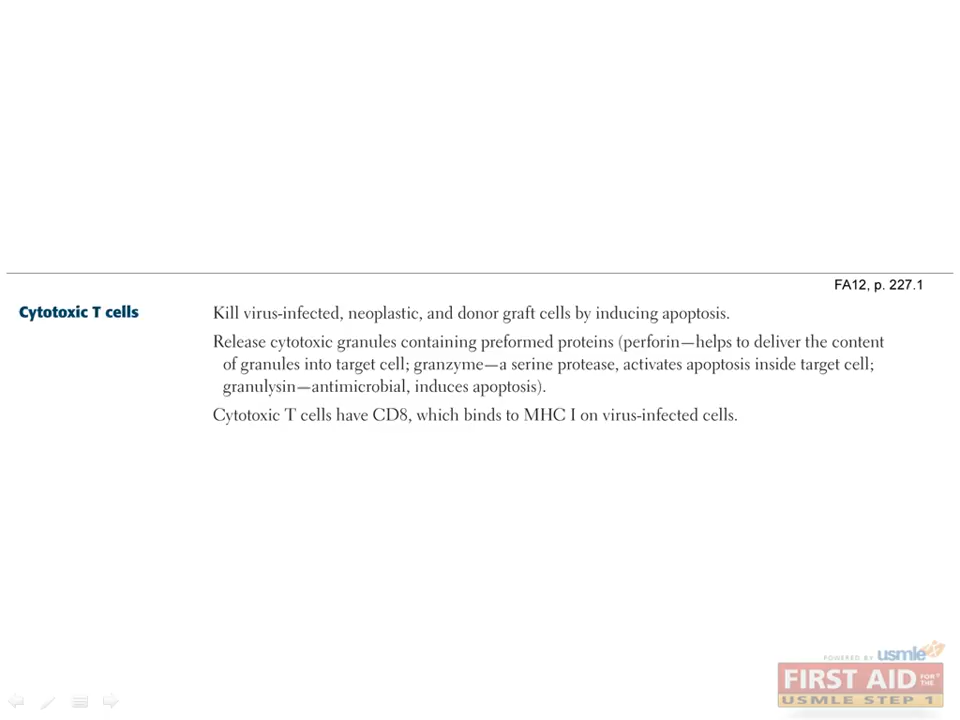 FA12, p. 227.1
Cytotoxic T cells
Kill virus-infected, neoplastic, and donor graft cells by inducing apoptosis.
Release cytotoxic granules containing preformed proteins (perforin—helps to deliver the content
of granules into target cell; granzyme—a serine protease, activates apoptosis inside target cell;
granulysin—antimicrobial, induces apoptosis).
Cytotoxic T cells have CD8, which binds to MHC I on virus-infected cells.
POWERED BY usmle
FIRST AID FOR THE
USMLE STEP 1